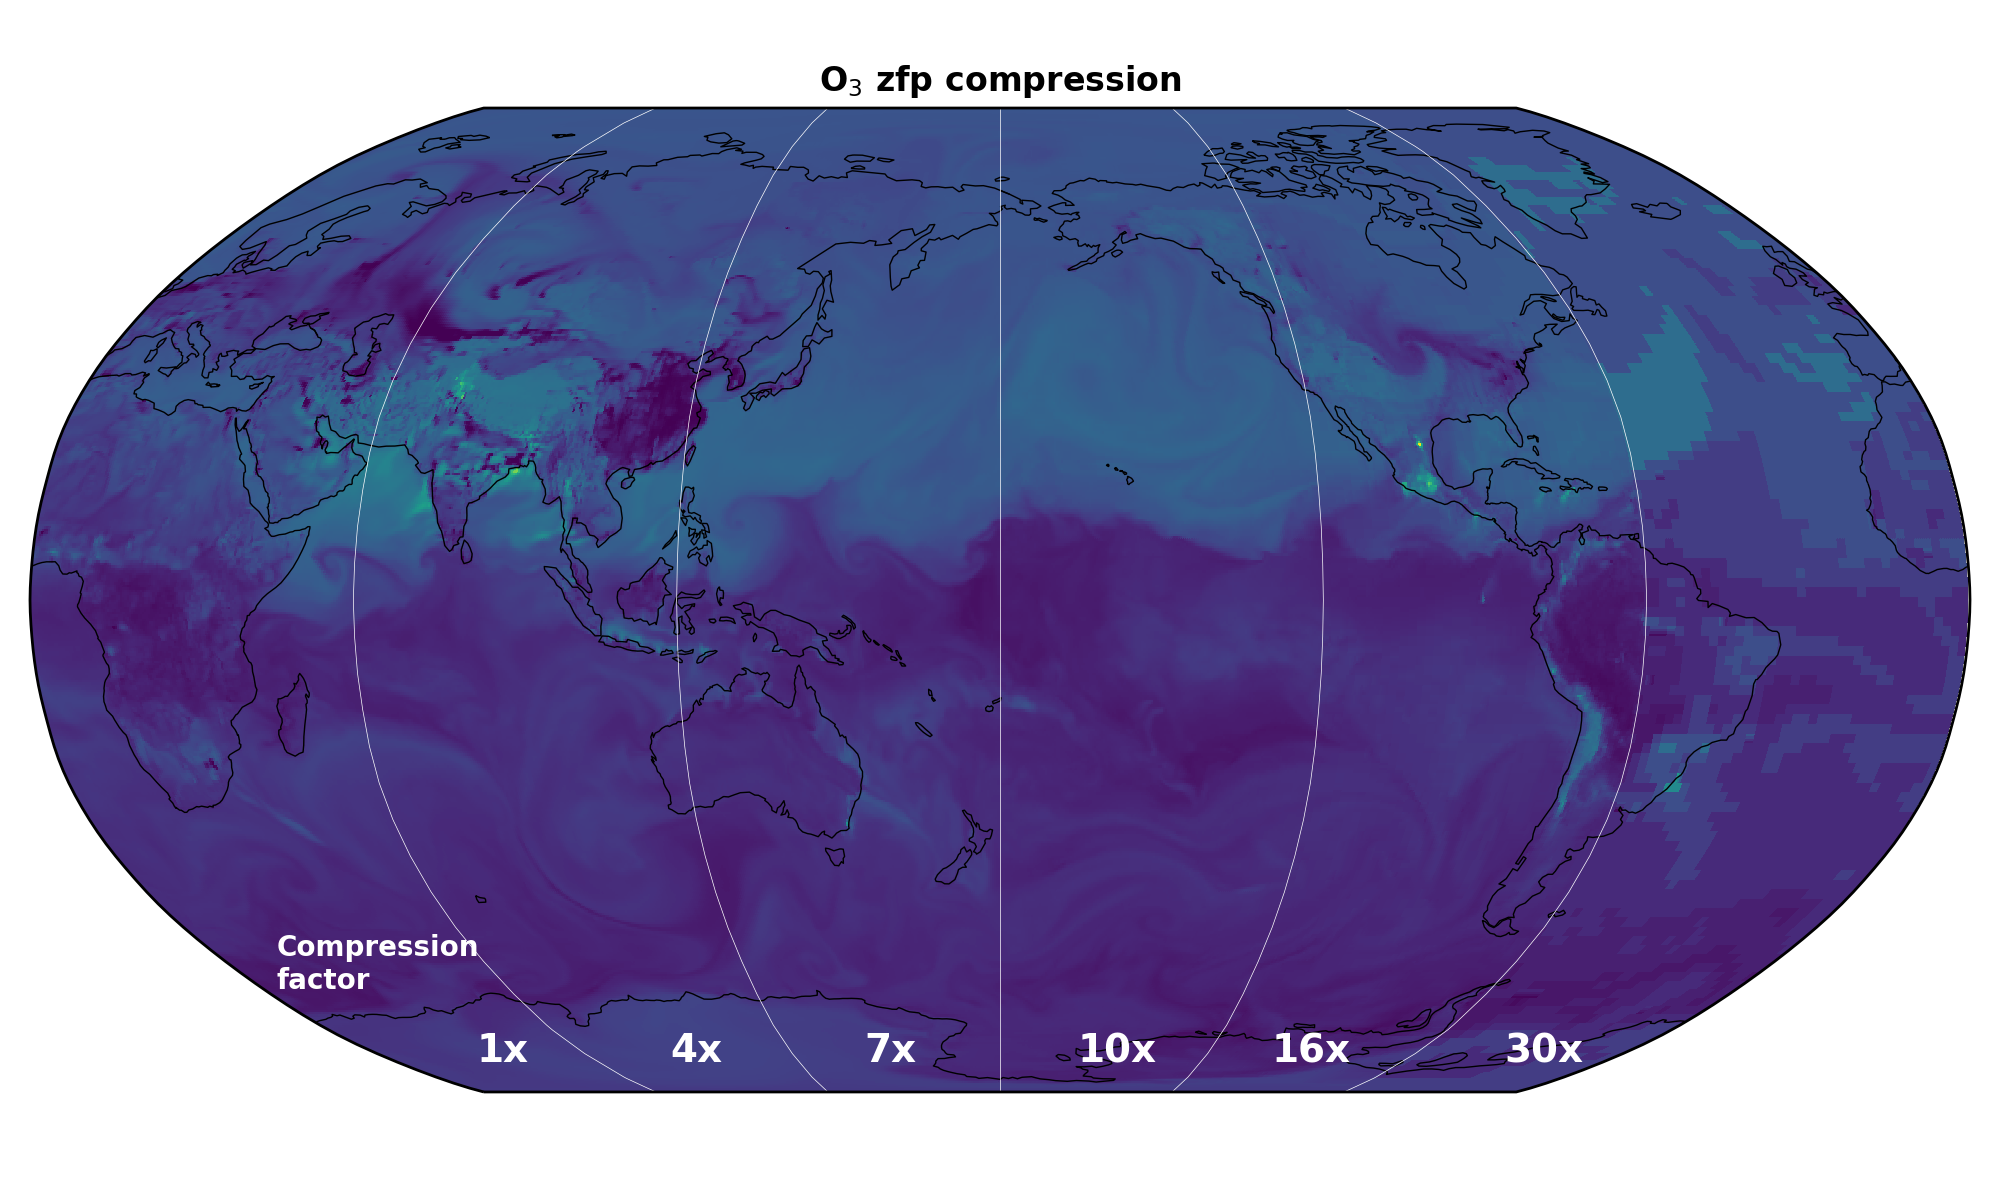 O₃ zfp compression
Compression
factor
1x 4x 7x 10x 16x 30x